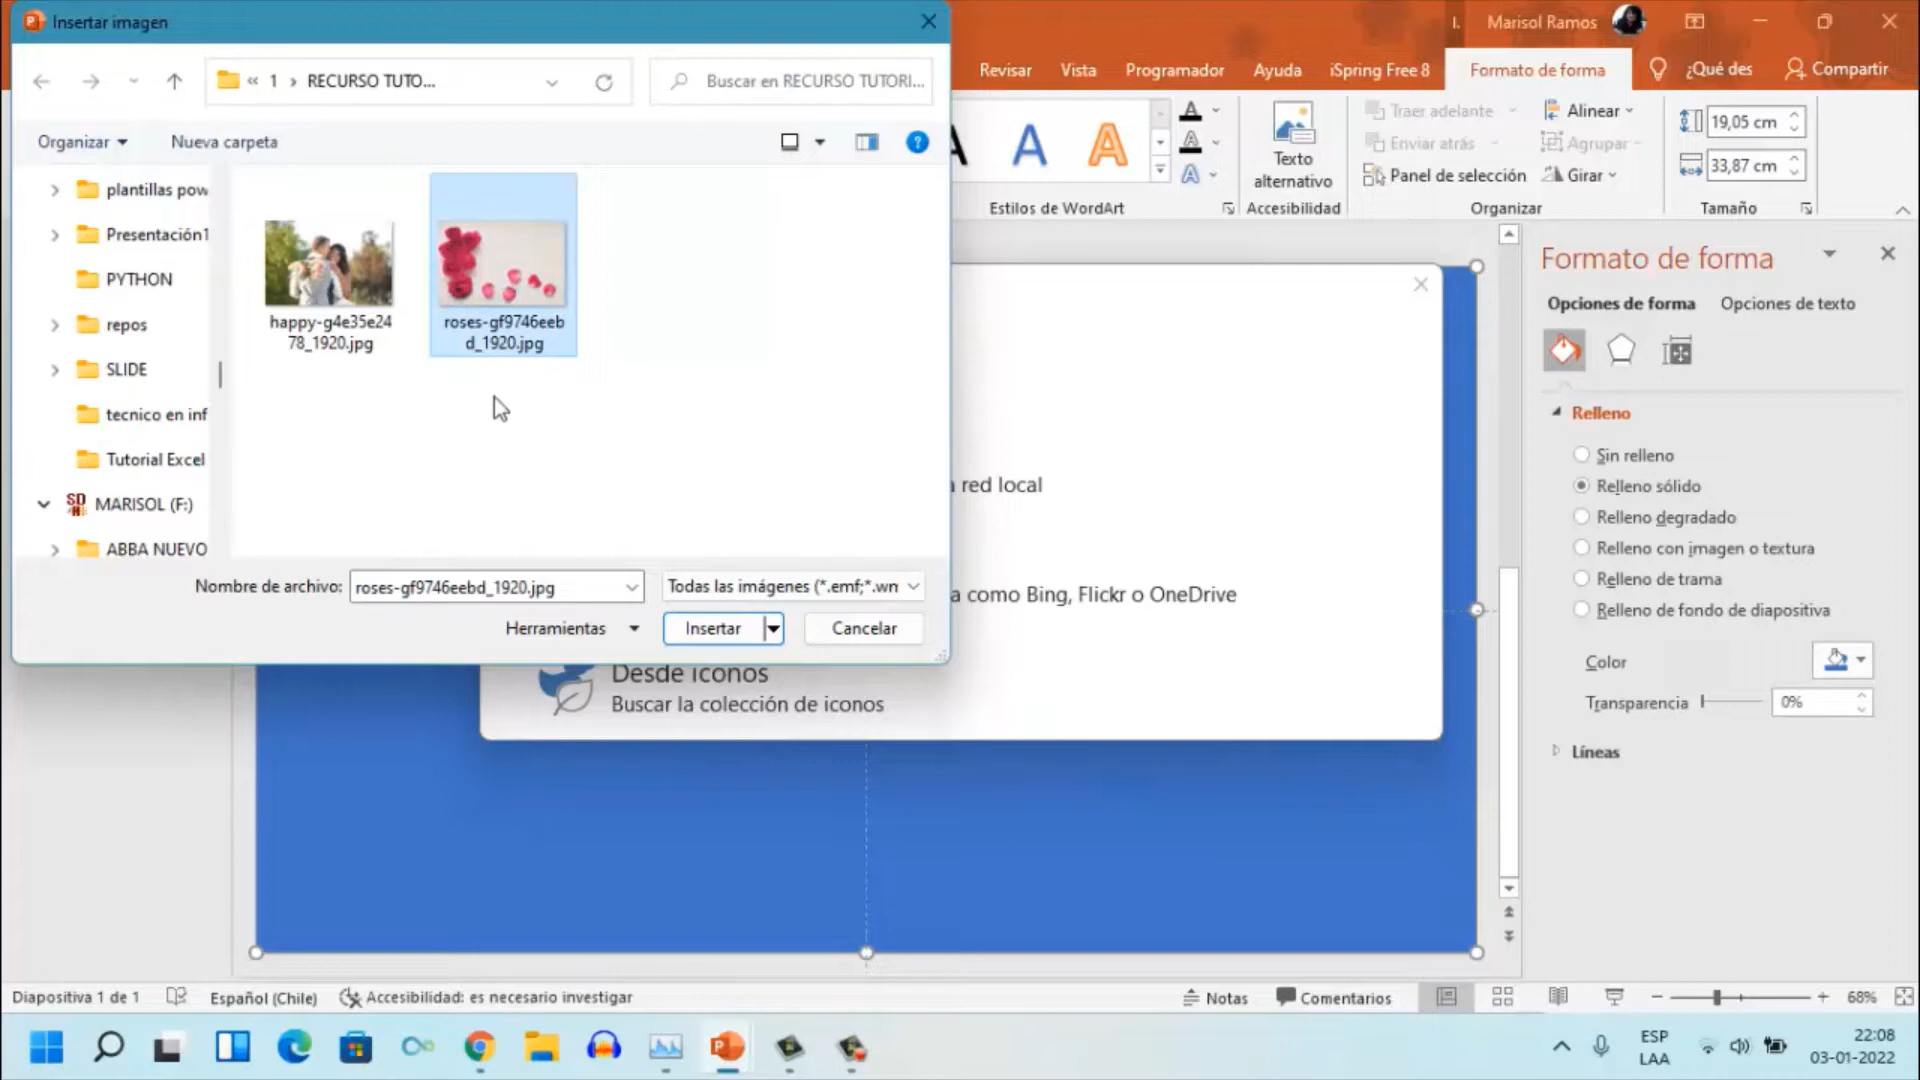 Insertar imagen
« 1 › RECURSO TUTO...
Buscar en RECURSO TUTORI...
Organizar
Nueva carpeta
plantillas pow
Presentación1
PYTHON
repos
SLIDE
tecnico en inf
Tutorial Excel
MARISOL (F:)
ABBA NUEVO
happy-g4e35e24
78_1920.jpg
roses-gf9746eeb
d_1920.jpg
Nombre de archivo: roses-gf9746eebd_1920.jpg
Todas las imágenes (*.emf;*.wn
Herramientas
Insertar
Cancelar
I. Marisol Ramos
Revisar Vista Programador Ayuda iSpring Free 8 Formato de forma ¿Qué des Compartir
A A A
Texto
alternativo
Traer adelante
Enviar atrás
Panel de selección
Alinear
Agrupar
Girar
19,05 cm
33,87 cm
Estilos de WordArt
Accesibilidad
Organizar
Tamaño
red local
a como Bing, Flickr o OneDrive
Desde iconos
Buscar la colección de iconos
Formato de forma
Opciones de forma Opciones de texto
Relleno
Sin relleno
Relleno sólido
Relleno degradado
Relleno con imagen o textura
Relleno de trama
Relleno de fondo de diapositiva
Color
Transparencia 0%
Líneas
Diapositiva 1 de 1 Español (Chile) Accesibilidad: es necesario investigar Notas Comentarios 68%
ESP
LAA
22:08
03-01-2022